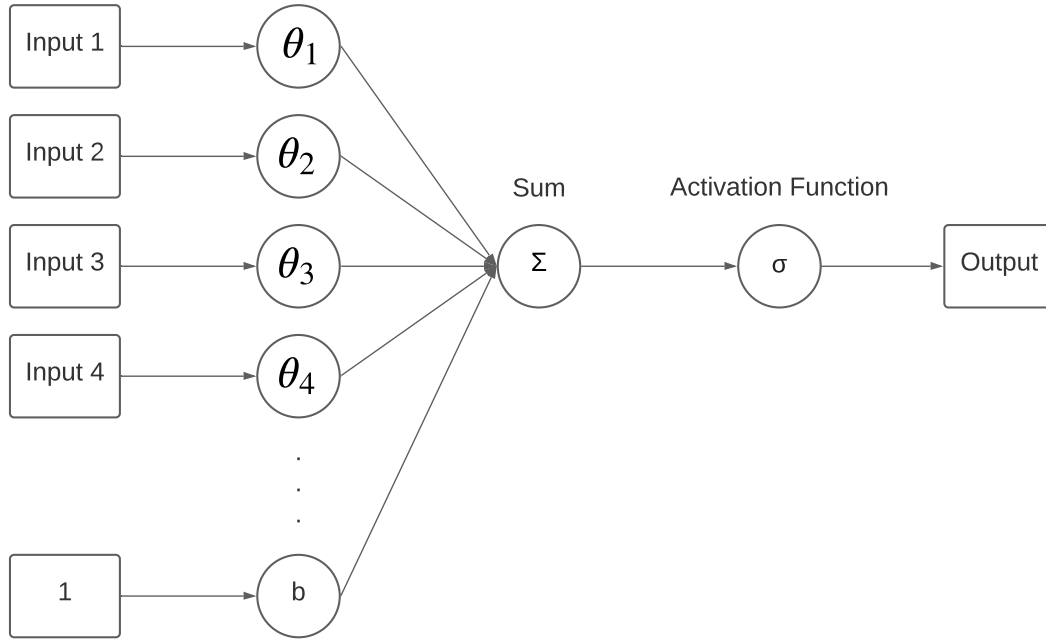 Input 1
θ₁
Input 2
θ₂
Sum
Activation Function
Input 3
θ₃
Σ
σ
Output
Input 4
θ₄
.
.
.
1
b